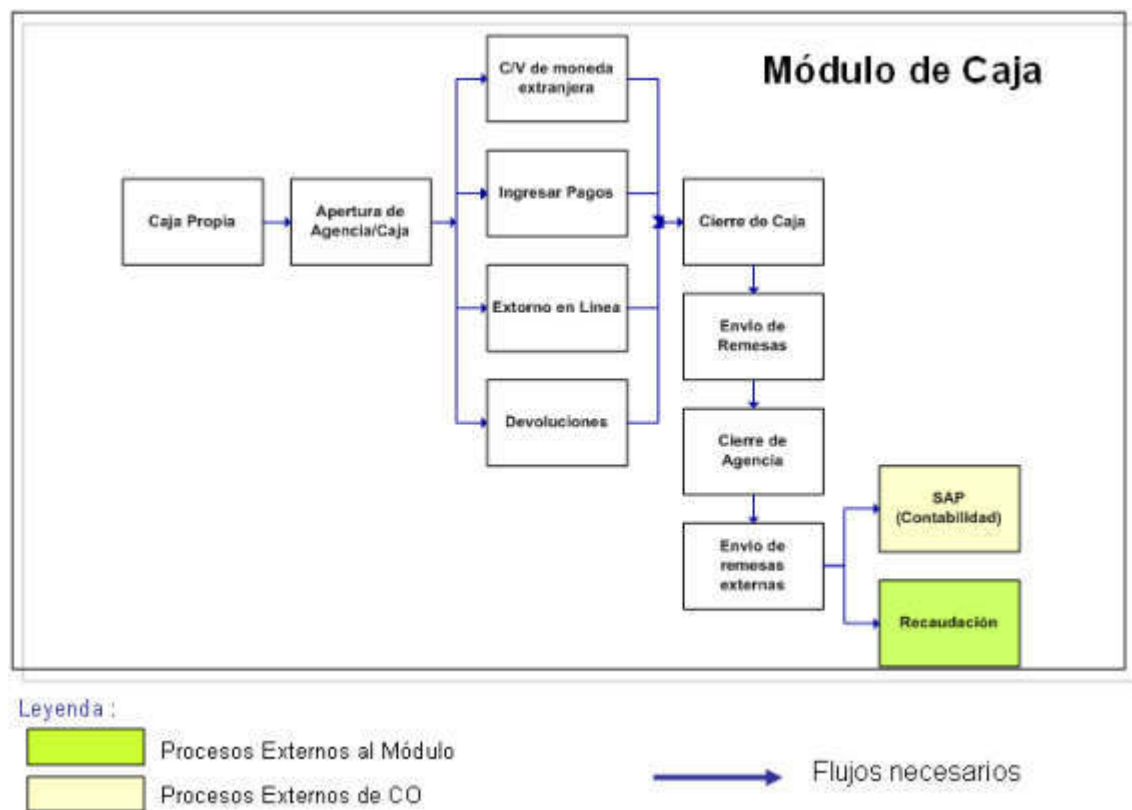 Módulo de Caja
C/V de moneda
extranjera
Ingresar Pagos
Caja Propia
Apertura de
Agencia/Caja
Cierre de Caja
Extorno en Linea
Envío de
Remesas
Devoluciones
Cierre de
Agencia
SAP
(Contabilidad)
Envío de
remesas
externas
Recaudación
Leyenda :
Procesos Externos al Módulo
Procesos Externos de CO
Flujos necesarios